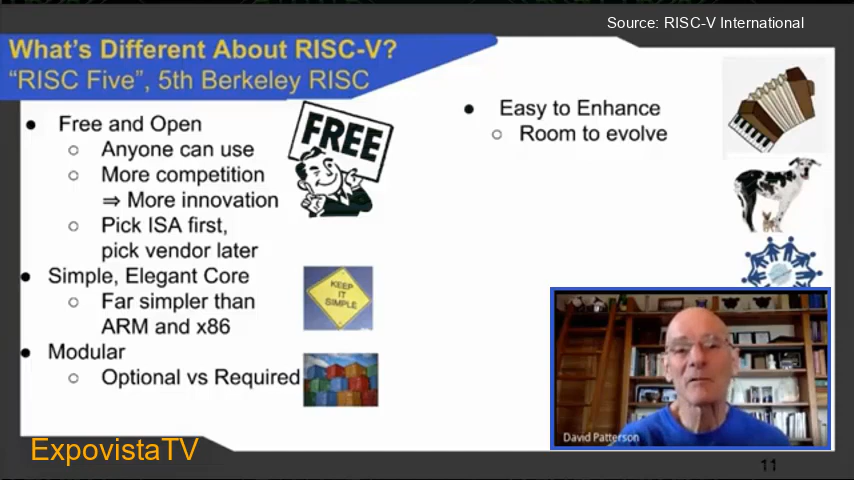 Source: RISC-V International
What's Different About RISC-V?
"RISC Five", 5th Berkeley RISC
● Free and Open
○ Anyone can use
○ More competition
⇒ More innovation
○ Pick ISA first,
pick vendor later
● Simple, Elegant Core
○ Far simpler than
ARM and x86
● Modular
○ Optional vs Required
FREE
KEEP
IT
SIMPLE
● Easy to Enhance
○ Room to evolve
David Patterson
ExpovistaTV
11